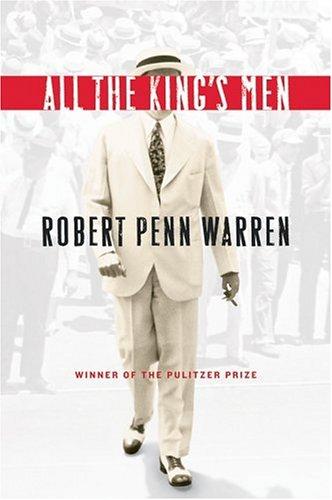 ALL THE KING'S MEN
ROBERT PENN WARREN
WINNER OF THE PULITZER PRIZE